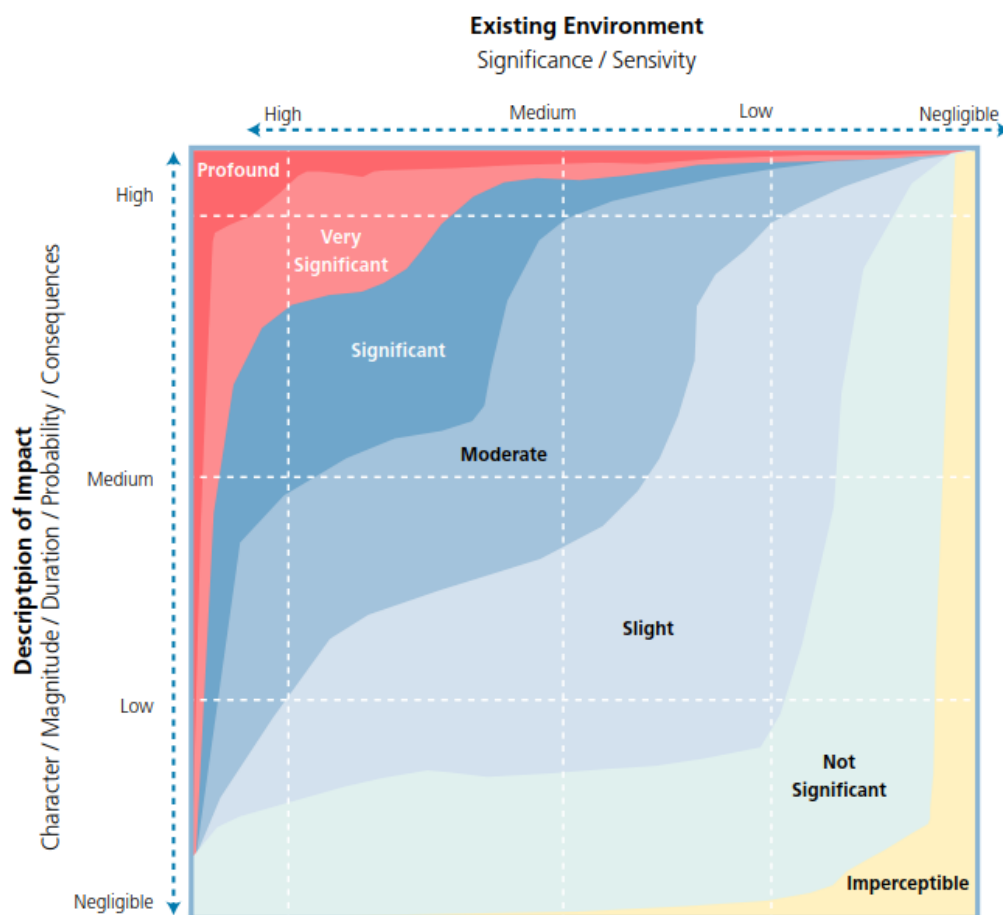 Existing Environment
Significance / Sensivity
High
Medium
Low
Negligible
Profound
High
Very
Significant
Significant
Descriptpion of Impact
Character / Magnitude / Duration / Probability / Consequences
Moderate
Medium
Slight
Low
Not
Significant
Imperceptible
Negligible